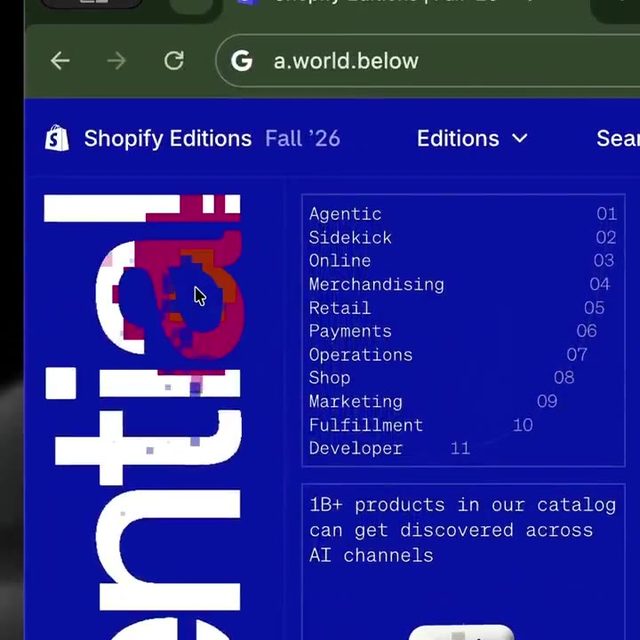 a.world.below
Shopify Editions Fall ’26
Editions
Agentic 01
Sidekick 02
Online 03
Merchandising 04
Retail 05
Payments 06
Operations 07
Shop 08
Marketing 09
Fulfillment 10
Developer 11
1B+ products in our catalog
can get discovered across
AI channels
ential